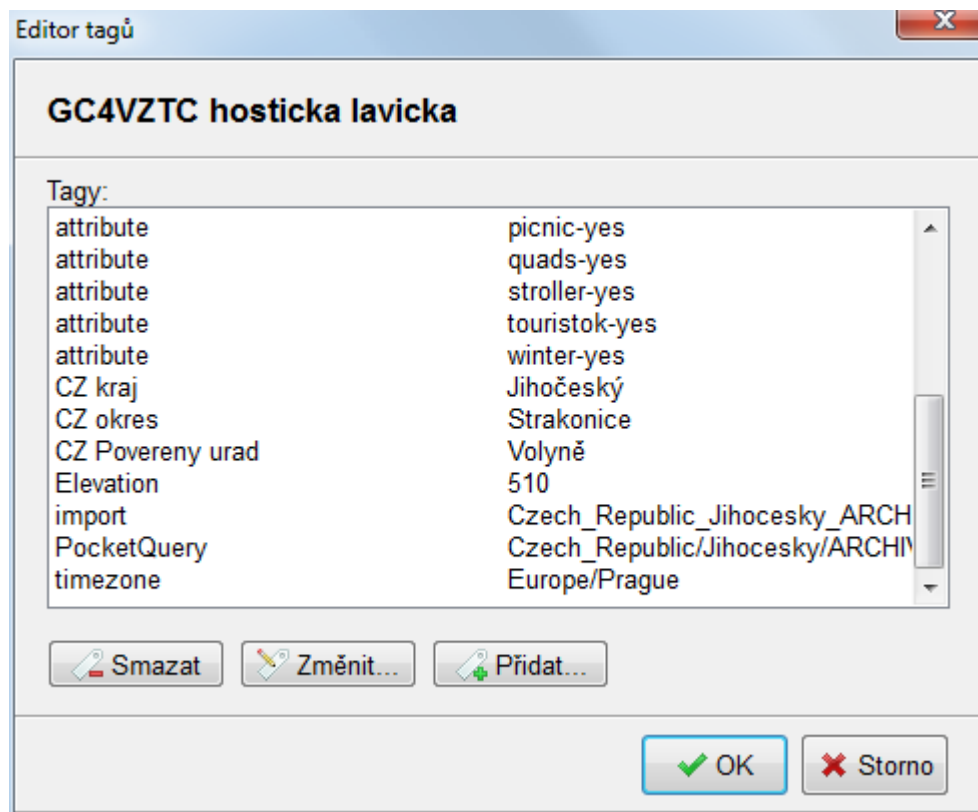 Editor tagů
GC4VZTC hosticka lavicka
Tagy:
attribute picnic-yes
attribute quads-yes
attribute stroller-yes
attribute touristok-yes
attribute winter-yes
CZ kraj Jihočeský
CZ okres Strakonice
CZ Povereny urad Volyně
Elevation 510
import Czech_Republic_Jihocesky_ARCH
PocketQuery Czech_Republic/Jihocesky/ARCHIV
timezone Europe/Prague
Smazat Změnit... Přidat...
OK Storno